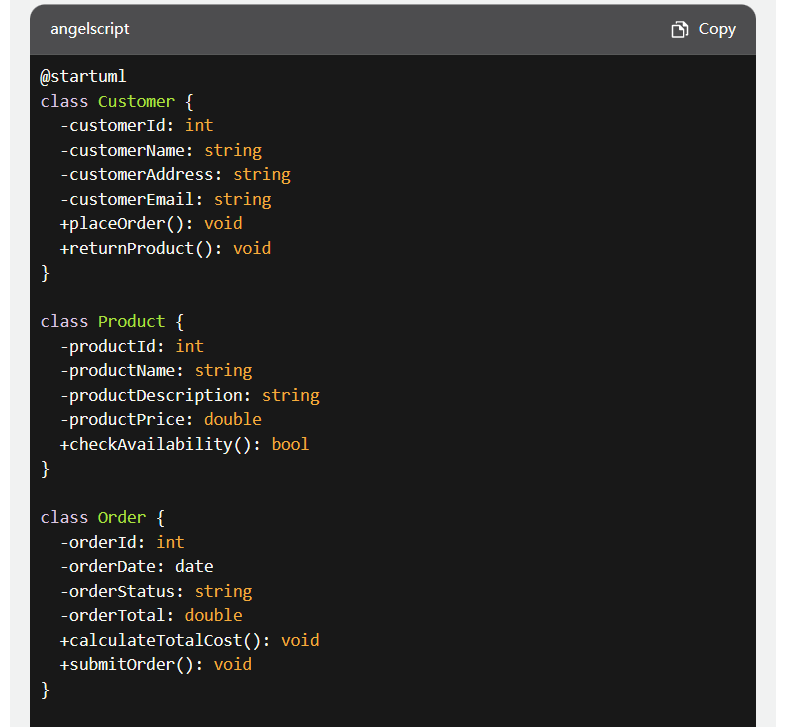 angelscript
Copy
@startuml
class Customer {
  -customerId: int
  -customerName: string
  -customerAddress: string
  -customerEmail: string
  +placeOrder(): void
  +returnProduct(): void
}

class Product {
  -productId: int
  -productName: string
  -productDescription: string
  -productPrice: double
  +checkAvailability(): bool
}

class Order {
  -orderId: int
  -orderDate: date
  -orderStatus: string
  -orderTotal: double
  +calculateTotalCost(): void
  +submitOrder(): void
}